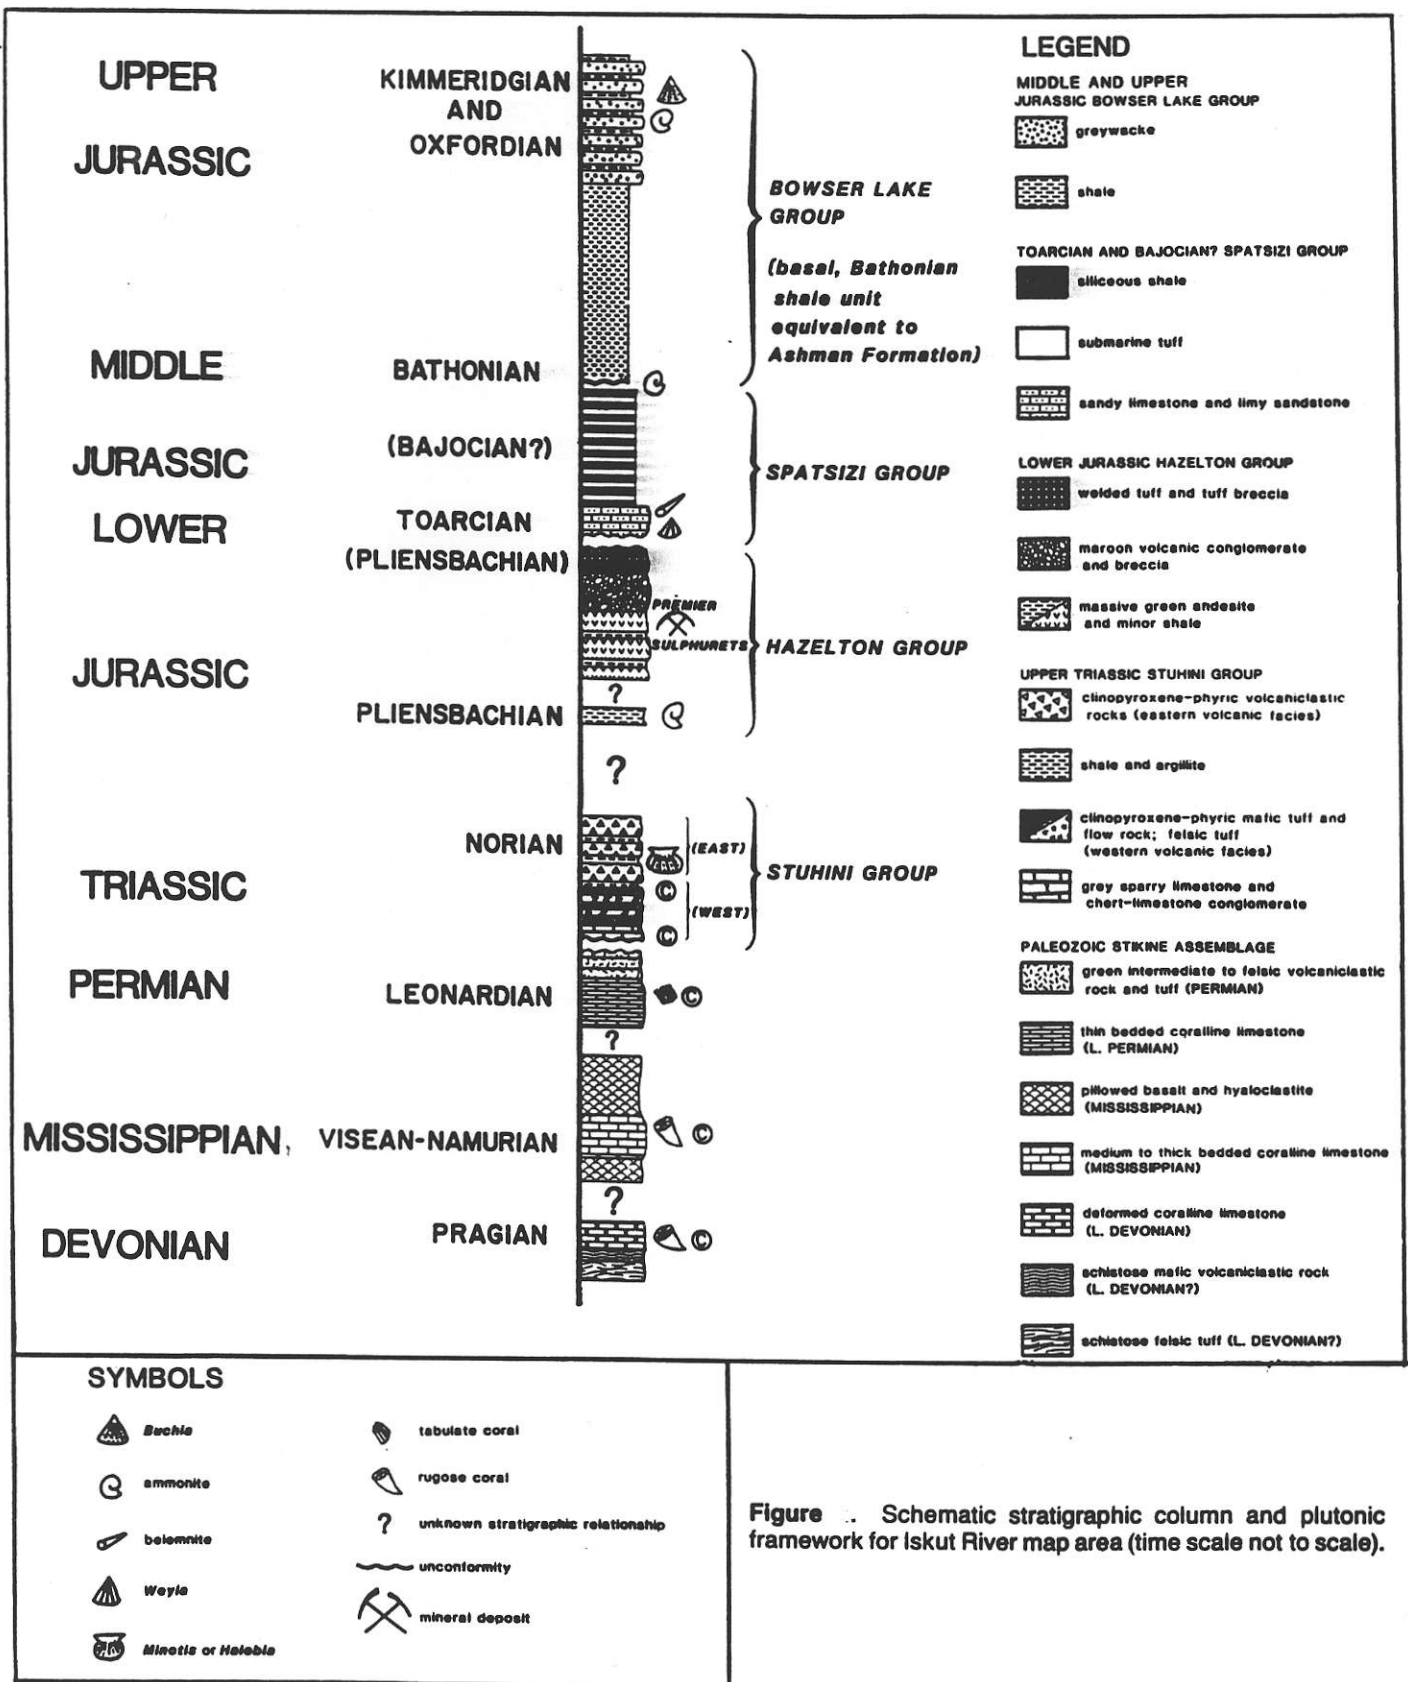 UPPER
JURASSIC
MIDDLE
JURASSIC
LOWER
JURASSIC
TRIASSIC
PERMIAN
MISSISSIPPIAN
DEVONIAN
KIMMERIDGIAN
AND
OXFORDIAN
BATHONIAN
(BAJOCIAN?)
TOARCIAN
(PLIENSBACHIAN)
PLIENSBACHIAN
NORIAN
LEONARDIAN
VISEAN-NAMURIAN
PRAGIAN
PREMIER
SULPHURETS
?
?
(EAST)
©
(WEST)
©
©
?
©
?
©
BOWSER LAKE
GROUP
(basal, Bathonian
shale unit
equivalent to
Ashman Formation)
SPATSIZI GROUP
HAZELTON GROUP
STUHINI GROUP
LEGEND
MIDDLE AND UPPER
JURASSIC BOWSER LAKE GROUP
greywacke
shale
TOARCIAN AND BAJOCIAN? SPATSIZI GROUP
siliceous shale
submarine tuff
sandy limestone and limy sandstone
LOWER JURASSIC HAZELTON GROUP
welded tuff and tuff breccia
maroon volcanic conglomerate
and breccia
massive green andesite
and minor shale
UPPER TRIASSIC STUHINI GROUP
clinopyroxene-phyric volcaniclastic
rocks (eastern volcanic facies)
shale and argillite
clinopyroxene-phyric mafic tuff and
flow rock; felsic tuff
(western volcanic facies)
grey sparry limestone and
chert-limestone conglomerate
PALEOZOIC STIKINE ASSEMBLAGE
green intermediate to felsic volcaniclastic
rock and tuff (PERMIAN)
thin bedded coralline limestone
(L. PERMIAN)
pillowed basalt and hyaloclastite
(MISSISSIPPIAN)
medium to thick bedded coralline limestone
(MISSISSIPPIAN)
deformed coralline limestone
(L. DEVONIAN)
schistose mafic volcaniclastic rock
(L. DEVONIAN?)
schistose felsic tuff (L. DEVONIAN?)
SYMBOLS
Buchia
ammonite
belemnite
Weyla
Minotis or Halobia
tabulate coral
rugose coral
? unknown stratigraphic relationship
unconformity
mineral deposit
Figure . Schematic stratigraphic column and plutonic
framework for Iskut River map area (time scale not to scale).